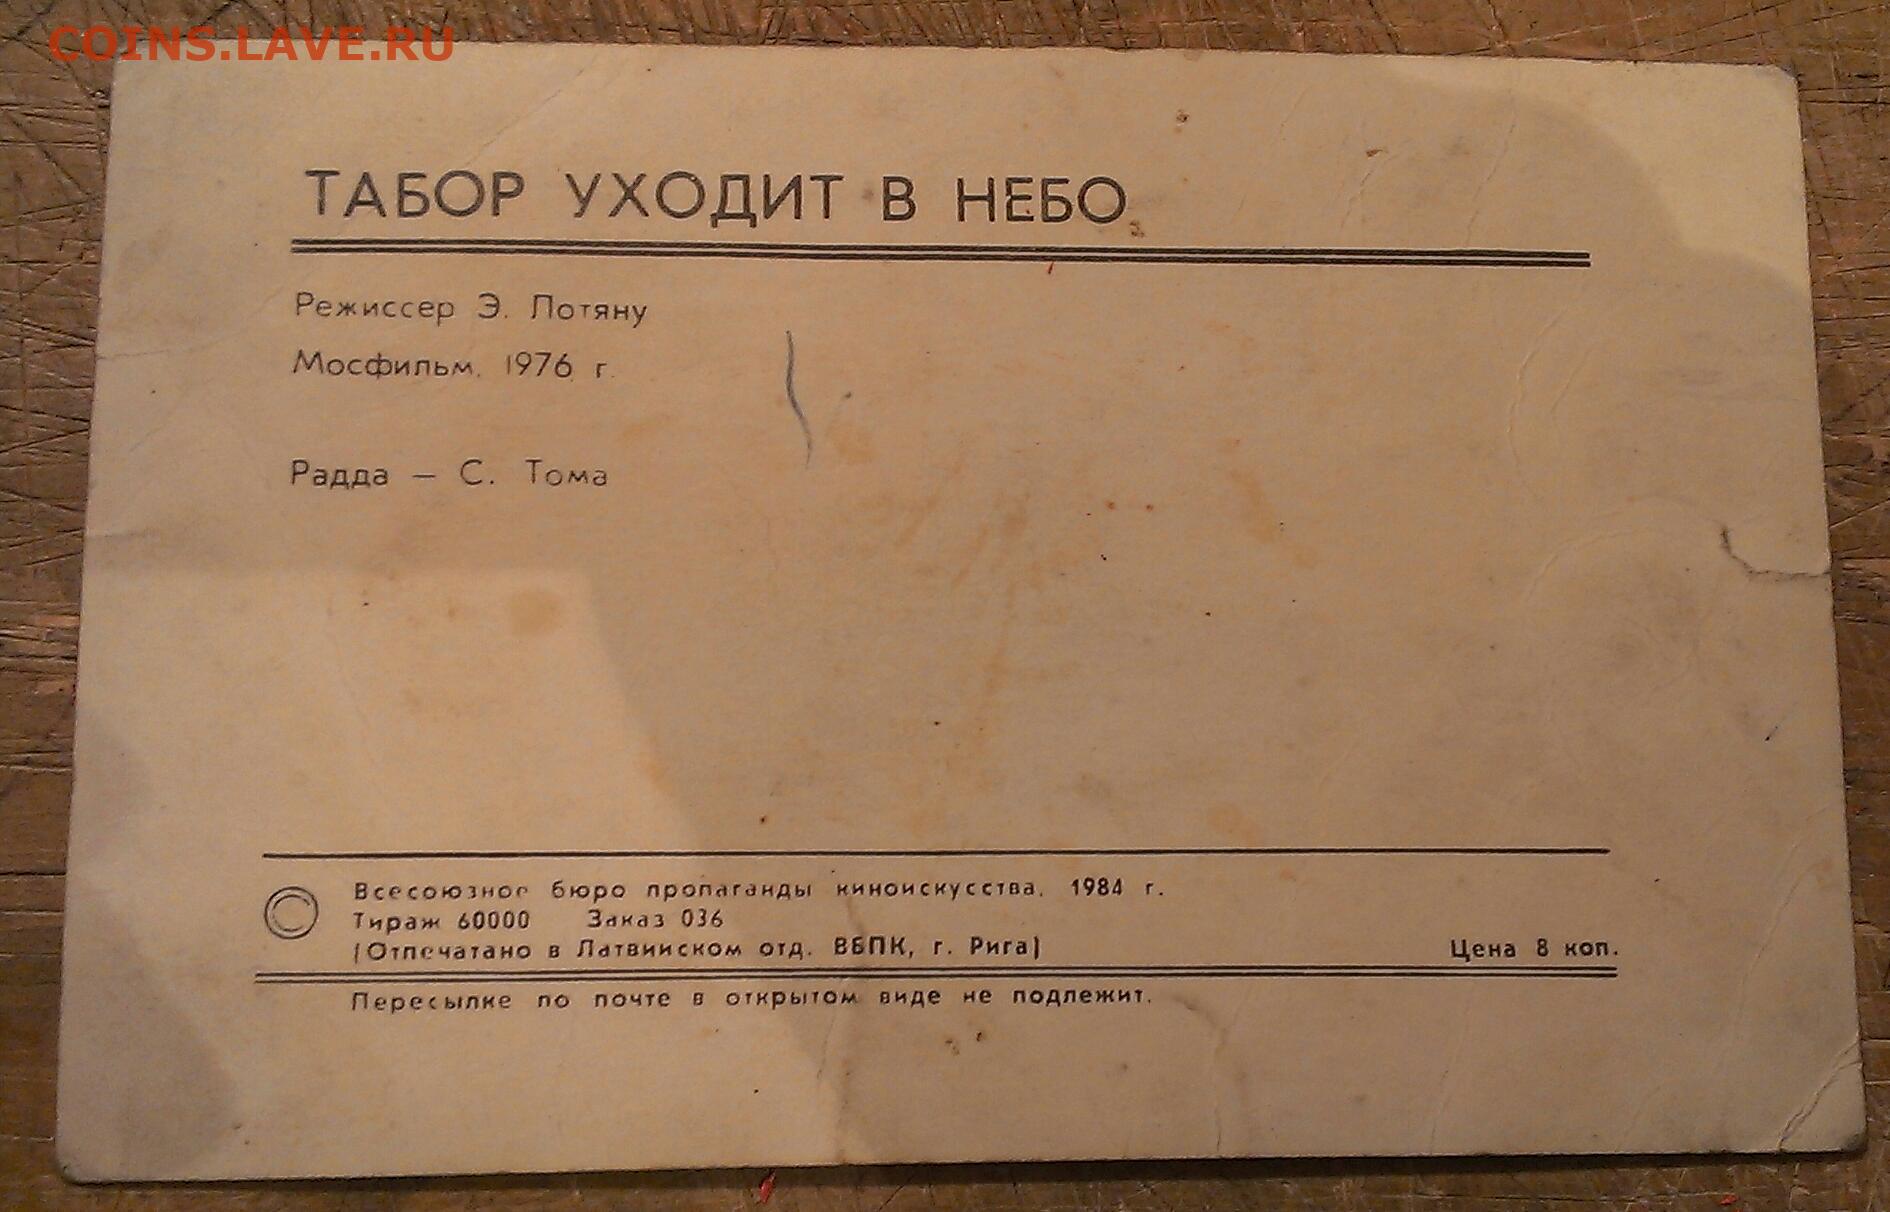 COINS.LAVE.RU
ТАБОР УХОДИТ В НЕБО
Режиссер Э. Лотяну
Мосфильм. 1976 г.
Радда — С. Тома
© Всесоюзное бюро пропаганды киноискусства. 1984 г.
Тираж 60000 Заказ 036
(Отпечатано в Латвийском отд. ВБПК, г. Рига)
Цена 8 коп.
Пересылке по почте в открытом виде не подлежит.